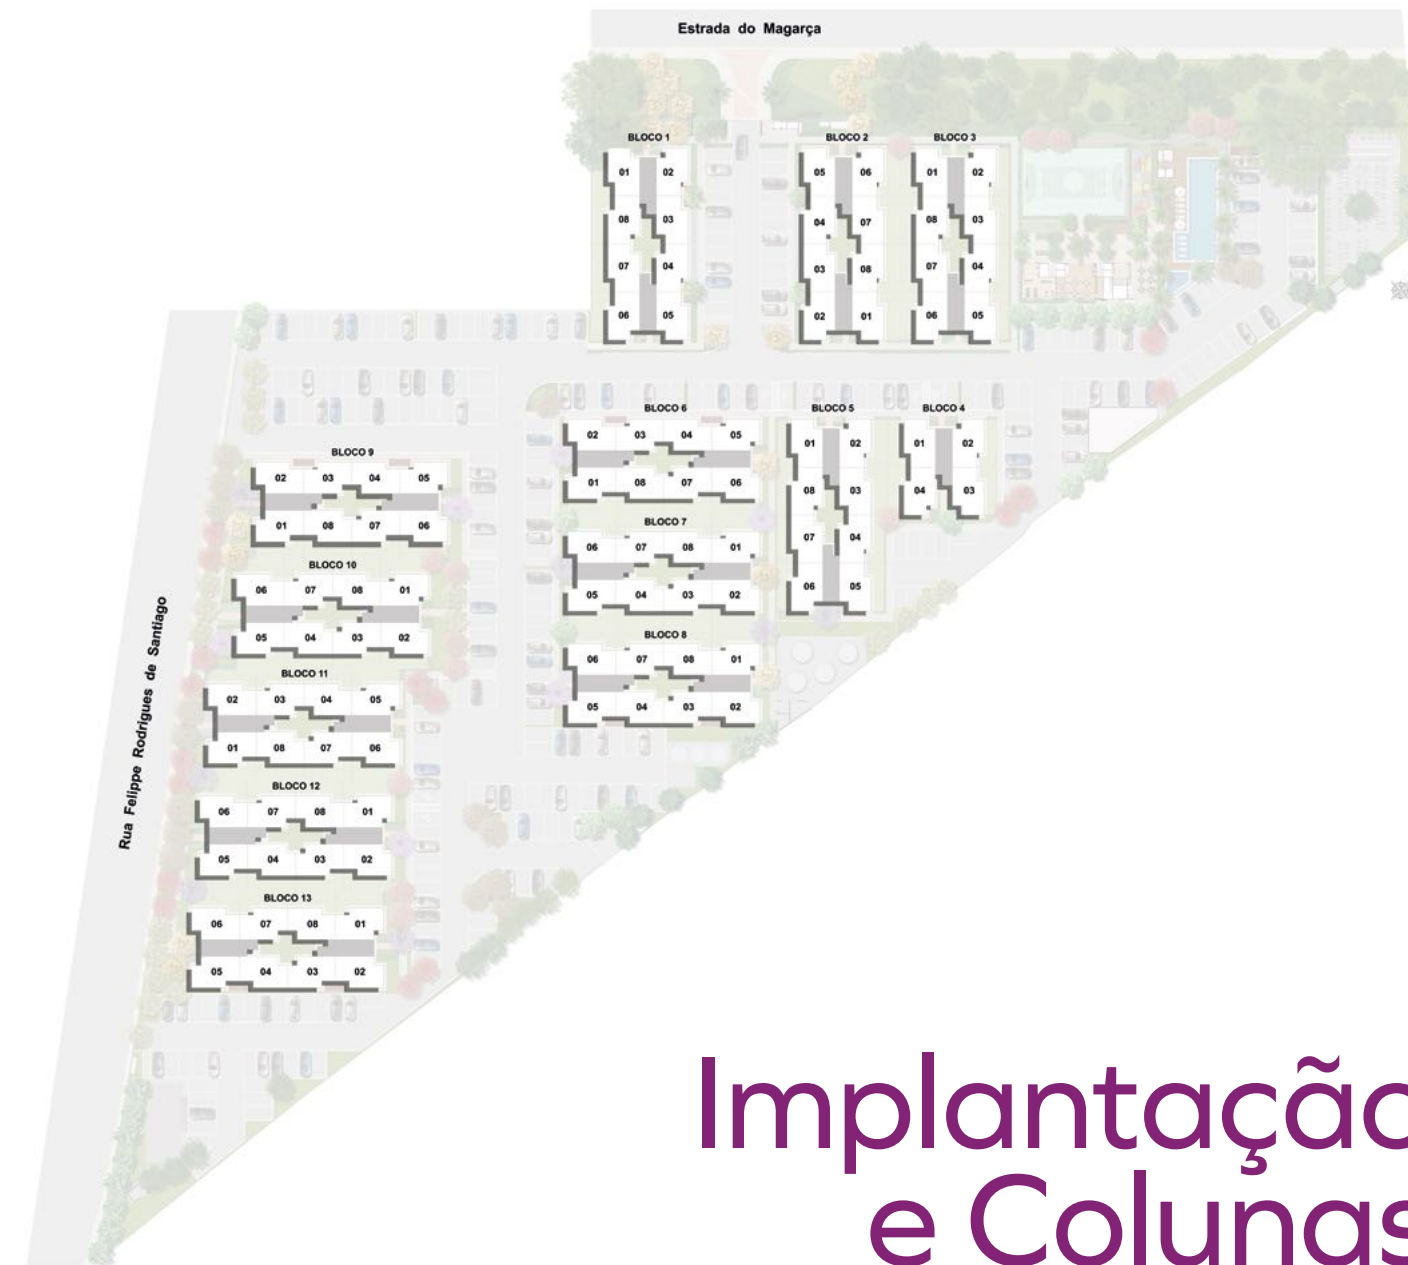 Estrada do Magarça
BLOCO 1
01 02
08 03
07 04
06 05
BLOCO 2
05 06
04 07
03 08
02 01
BLOCO 3
01 02
08 03
07 04
06 05
BLOCO 6
02 03 04 05
01 08 07 06
BLOCO 5
01 02
08 03
07 04
06 05
BLOCO 4
01 02
04 03
BLOCO 9
02 03 04 05
01 08 07 06
BLOCO 7
06 07 08 01
05 04 03 02
BLOCO 10
06 07 08 01
05 04 03 02
BLOCO 8
06 07 08 01
05 04 03 02
Rua Felippe Rodrigues de Santiago
BLOCO 11
02 03 04 05
01 08 07 06
BLOCO 12
06 07 08 01
05 04 03 02
BLOCO 13
06 07 08 01
05 04 03 02
Implantação
e Colunas